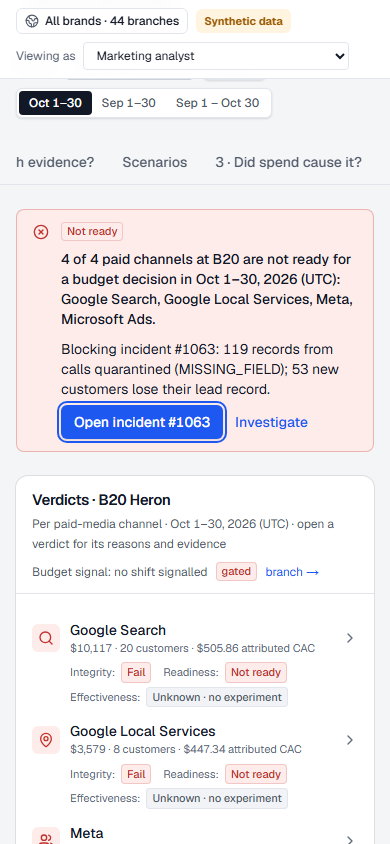 All brands · 44 branches
Synthetic data
Viewing as
Marketing analyst
Oct 1–30
Sep 1–30
Sep 1 – Oct 30
h evidence?
Scenarios
3 · Did spend cause it?
Not ready
4 of 4 paid channels at B20 are not ready for
a budget decision in Oct 1–30, 2026 (UTC):
Google Search, Google Local Services, Meta,
Microsoft Ads.
Blocking incident #1063: 119 records from
calls quarantined (MISSING_FIELD); 53 new
customers lose their lead record.
Open incident #1063
Investigate
Verdicts · B20 Heron
Per paid-media channel · Oct 1–30, 2026 (UTC) · open a
verdict for its reasons and evidence
Budget signal: no shift signalled
gated
branch →
Google Search
$10,117 · 20 customers · $505.86 attributed CAC
Integrity: Fail Readiness: Not ready
Effectiveness: Unknown · no experiment
Google Local Services
$3,579 · 8 customers · $447.34 attributed CAC
Integrity: Fail Readiness: Not ready
Effectiveness: Unknown · no experiment
Meta